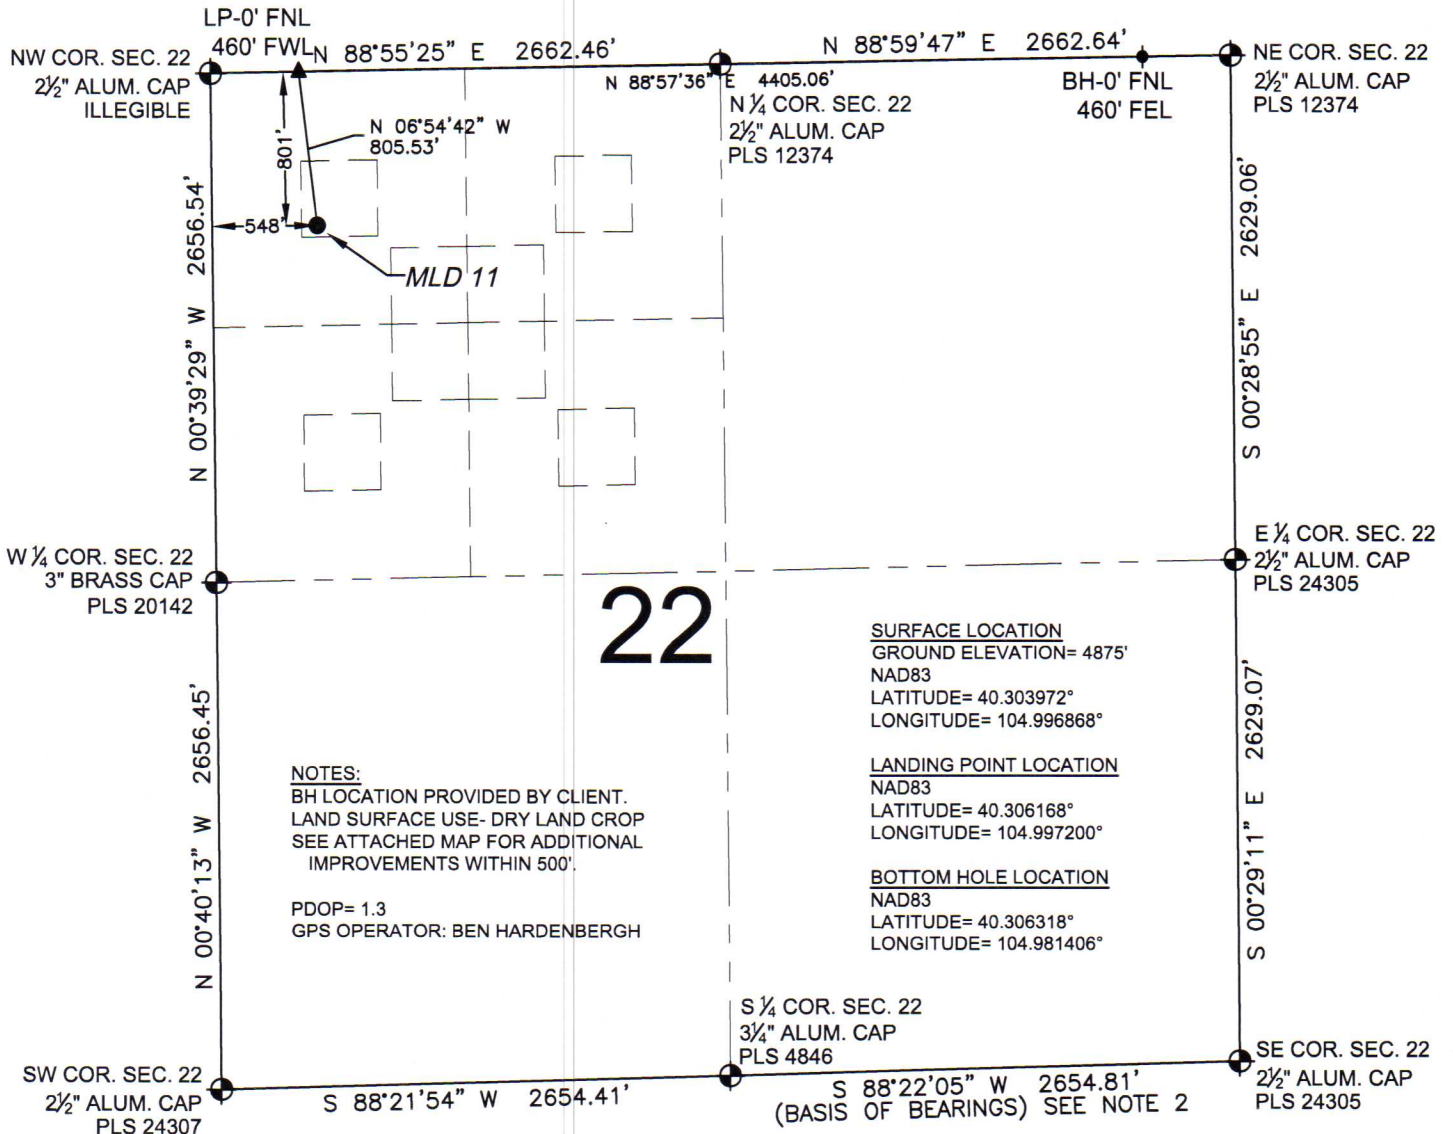 LP-0' FNL
460' FWL
NW COR. SEC. 22
2½" ALUM. CAP
ILLEGIBLE
N 88°55'25" E 2662.46'
N 88°59'47" E 2662.64'
N 88°57'36" E 4405.06'
N ¼ COR. SEC. 22
2½" ALUM. CAP
PLS 12374
BH-0' FNL
460' FEL
NE COR. SEC. 22
2½" ALUM. CAP
PLS 12374
801'
N 06°54'42" W
805.53'
548'
MLD 11
N 00°39'29" W 2656.54'
S 00°28'55" E 2629.06'
W ¼ COR. SEC. 22
3" BRASS CAP
PLS 20142
E ¼ COR. SEC. 22
2½" ALUM. CAP
PLS 24305
22
SURFACE LOCATION
GROUND ELEVATION= 4875'
NAD83
LATITUDE= 40.303972°
LONGITUDE= 104.996868°
LANDING POINT LOCATION
NAD83
LATITUDE= 40.306168°
LONGITUDE= 104.997200°
BOTTOM HOLE LOCATION
NAD83
LATITUDE= 40.306318°
LONGITUDE= 104.981406°
NOTES:
BH LOCATION PROVIDED BY CLIENT.
LAND SURFACE USE- DRY LAND CROP
SEE ATTACHED MAP FOR ADDITIONAL
IMPROVEMENTS WITHIN 500'.
PDOP= 1.3
GPS OPERATOR: BEN HARDENBERGH
N 00°40'13" W 2656.45'
S 00°29'11" E 2629.07'
S ¼ COR. SEC. 22
3¼" ALUM. CAP
PLS 4846
SW COR. SEC. 22
2½" ALUM. CAP
PLS 24307
S 88°21'54" W 2654.41'
S 88°22'05" W 2654.81'
(BASIS OF BEARINGS) SEE NOTE 2
SE COR. SEC. 22
2½" ALUM. CAP
PLS 24305